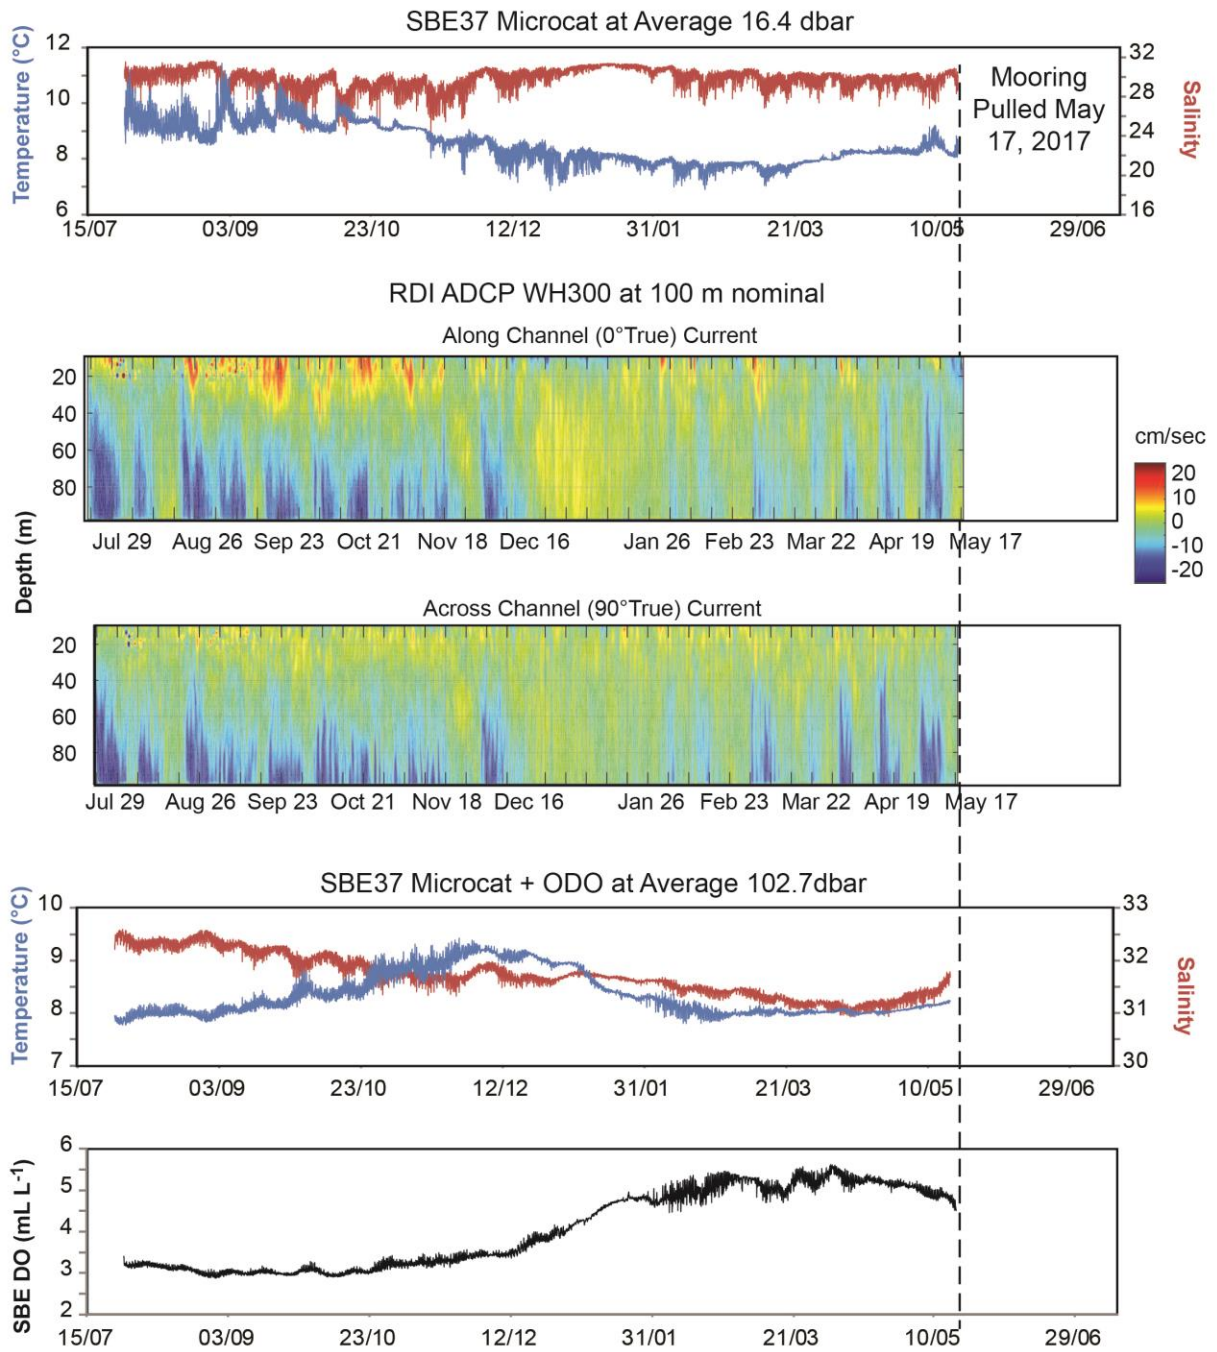 SBE37 Microcat at Average 16.4 dbar
Temperature (°C)
12
10
8
6
32
28
24
20
16
Salinity
Mooring
Pulled May
17, 2017
15/07 03/09 23/10 12/12 31/01 21/03 10/05 29/06
RDI ADCP WH300 at 100 m nominal
Along Channel (0°True) Current
Depth (m)
20
40
60
80
Jul 29 Aug 26 Sep 23 Oct 21 Nov 18 Dec 16 Jan 26 Feb 23 Mar 22 Apr 19 May 17
cm/sec
20
10
0
-10
-20
Across Channel (90°True) Current
20
40
60
80
Jul 29 Aug 26 Sep 23 Oct 21 Nov 18 Dec 16 Jan 26 Feb 23 Mar 22 Apr 19 May 17
SBE37 Microcat + ODO at Average 102.7dbar
Temperature (°C)
10
9
8
7
33
32
31
30
Salinity
15/07 03/09 23/10 12/12 31/01 21/03 10/05 29/06
SBE DO (mL L⁻¹)
6
5
4
3
2
15/07 03/09 23/10 12/12 31/01 21/03 10/05 29/06